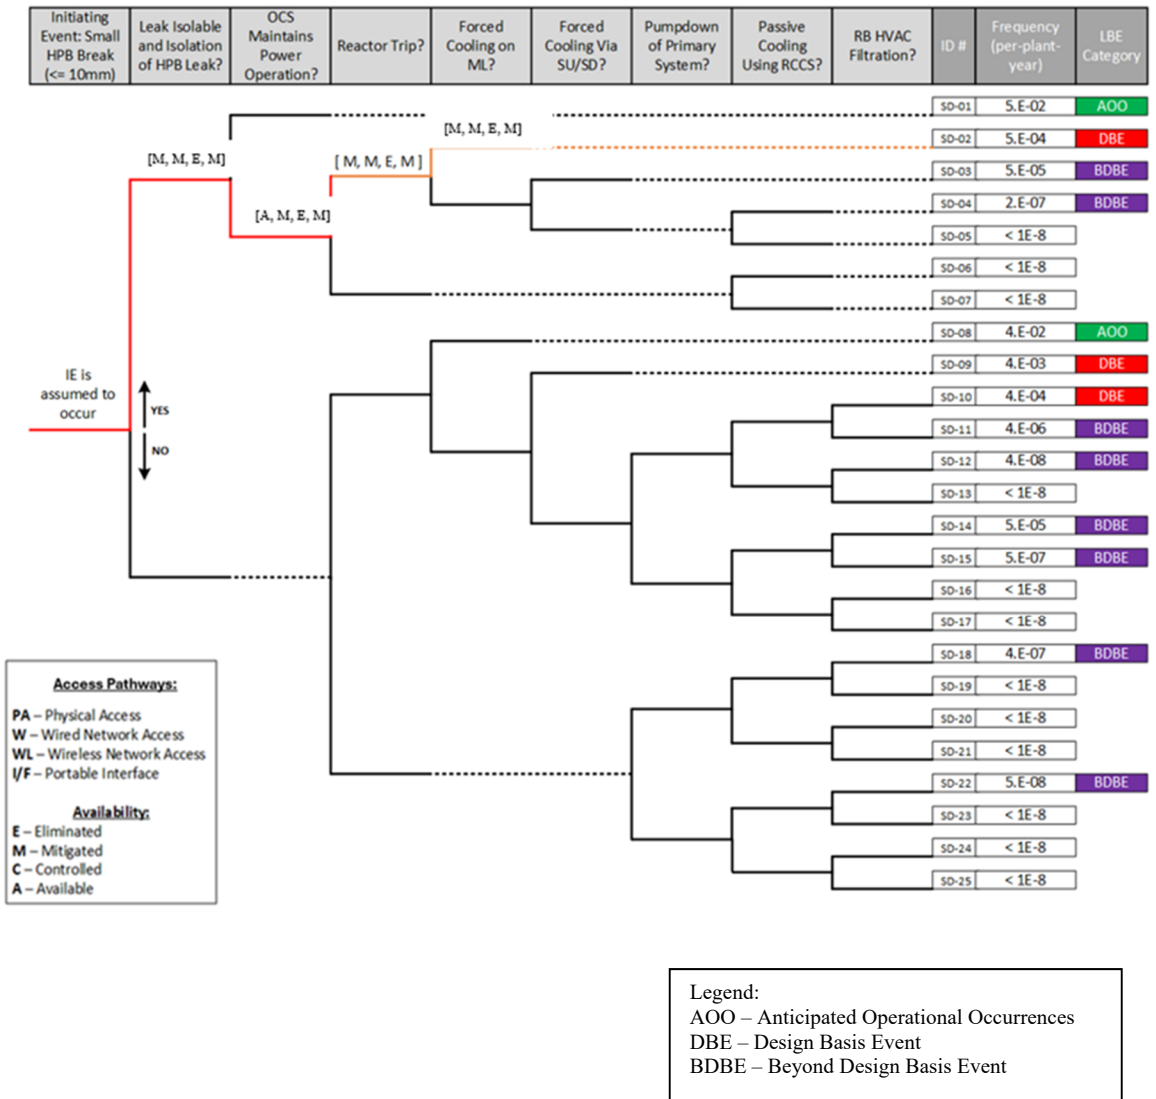 Initiating
Event: Small
HPB Break
(<= 10mm)
Leak Isolable
and Isolation
of HPB Leak?
OCS
Maintains
Power
Operation?
Reactor Trip?
Forced
Cooling on
ML?
Forced
Cooling Via
SU/SD?
Pumpdown
of Primary
System?
Passive
Cooling
Using RCCS?
RB HVAC
Filtration?
ID #
Frequency
(per-plant-
year)
LBE
Category
SD-01 5.E-02 AOO
[M, M, E, M]
SD-02 5.E-04 DBE
[M, M, E, M]
[ M, M, E, M ]
SD-03 5.E-05 BDBE
SD-04 2.E-07 BDBE
[A, M, E, M]
SD-05 < 1E-8
SD-06 < 1E-8
SD-07 < 1E-8
SD-08 4.E-02 AOO
SD-09 4.E-03 DBE
IE is
assumed to
occur
YES
NO
SD-10 4.E-04 DBE
SD-11 4.E-06 BDBE
SD-12 4.E-08 BDBE
SD-13 < 1E-8
SD-14 5.E-05 BDBE
SD-15 5.E-07 BDBE
SD-16 < 1E-8
SD-17 < 1E-8
SD-18 4.E-07 BDBE
SD-19 < 1E-8
SD-20 < 1E-8
SD-21 < 1E-8
SD-22 5.E-08 BDBE
SD-23 < 1E-8
SD-24 < 1E-8
SD-25 < 1E-8
Access Pathways:
PA – Physical Access
W – Wired Network Access
WL – Wireless Network Access
I/F – Portable Interface
Availability:
E – Eliminated
M – Mitigated
C – Controlled
A – Available
Legend:
AOO – Anticipated Operational Occurrences
DBE – Design Basis Event
BDBE – Beyond Design Basis Event